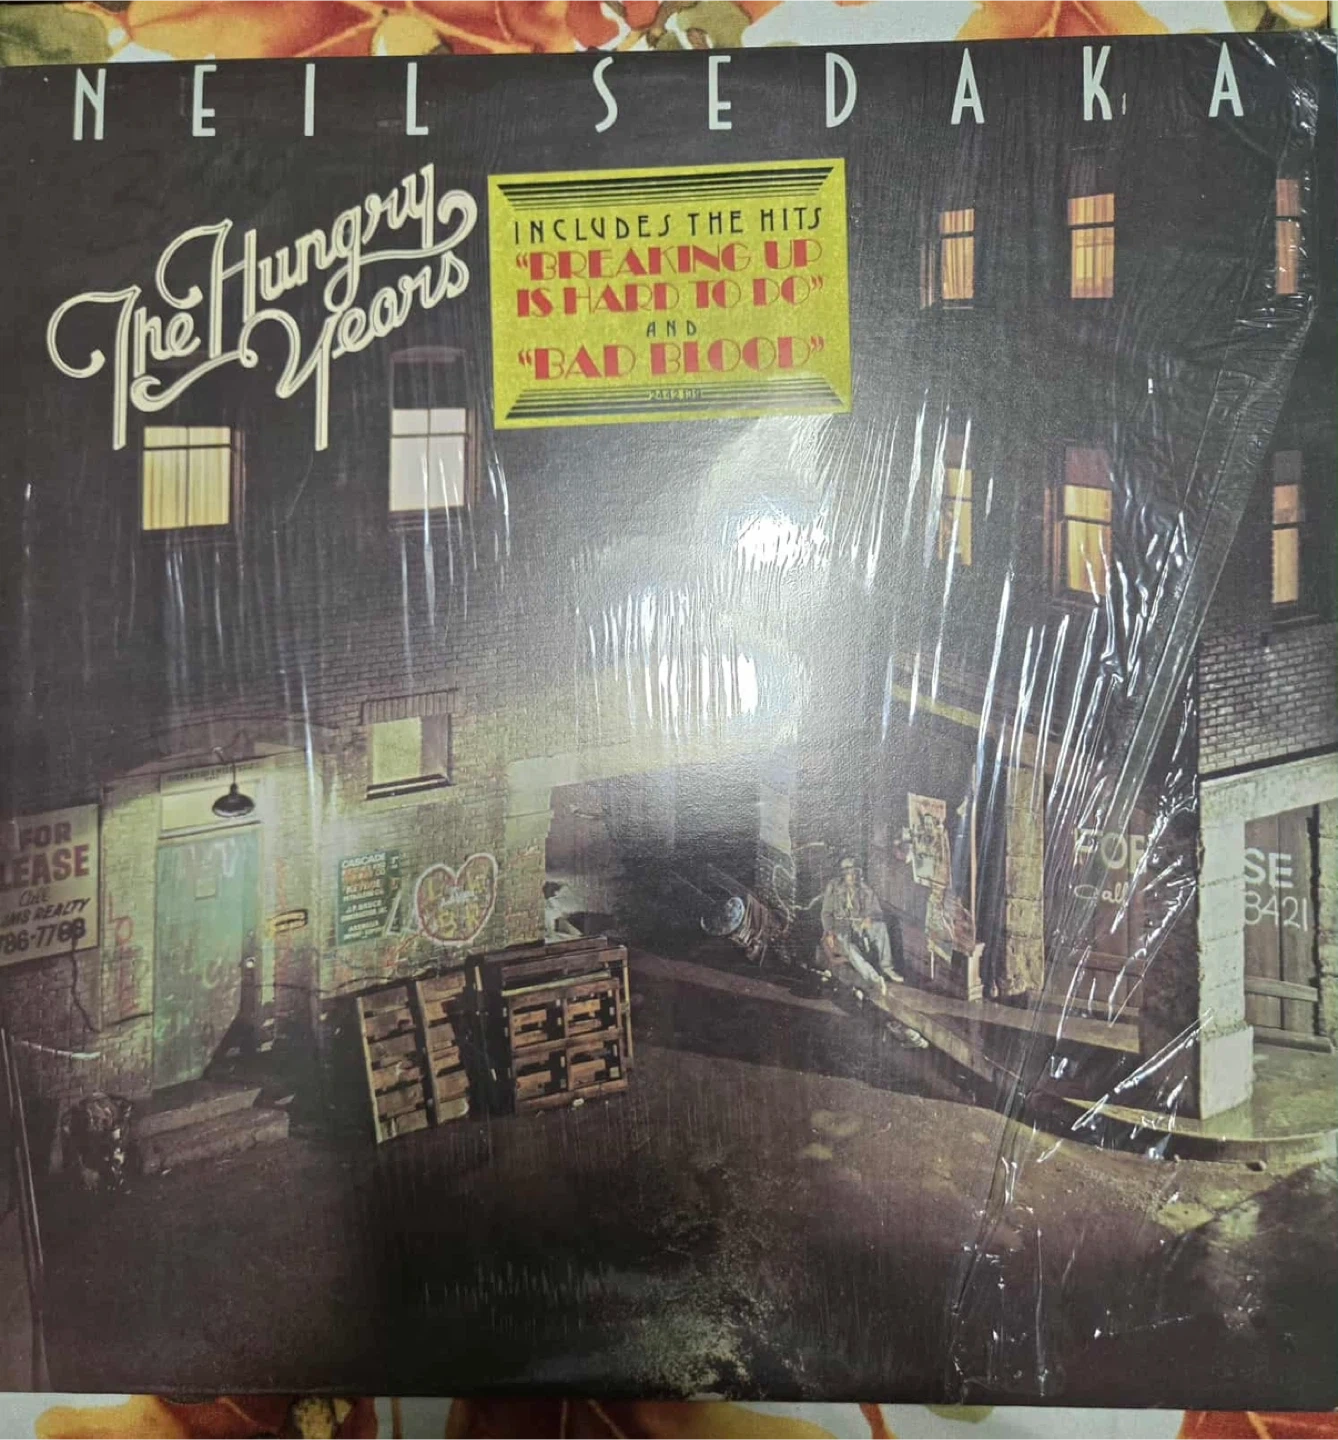 NEIL SEDAKA
The Hungry
Years
INCLUDES THE HITS
“BREAKING UP
IS HARD TO DO”
AND
“BAD BLOOD”
FOR
LEASE
Call
REALTY
786-7788
CASCADE
FOR
Call
SE
8421